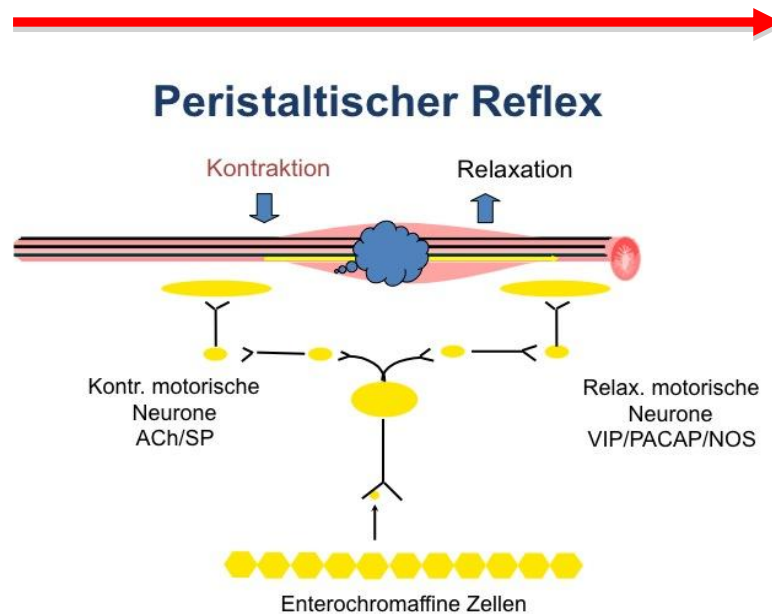 Peristaltischer Reflex
Kontraktion
Relaxation
Kontr. motorische
Neurone
ACh/SP
Relax. motorische
Neurone
VIP/PACAP/NOS
Enterochromaffine Zellen